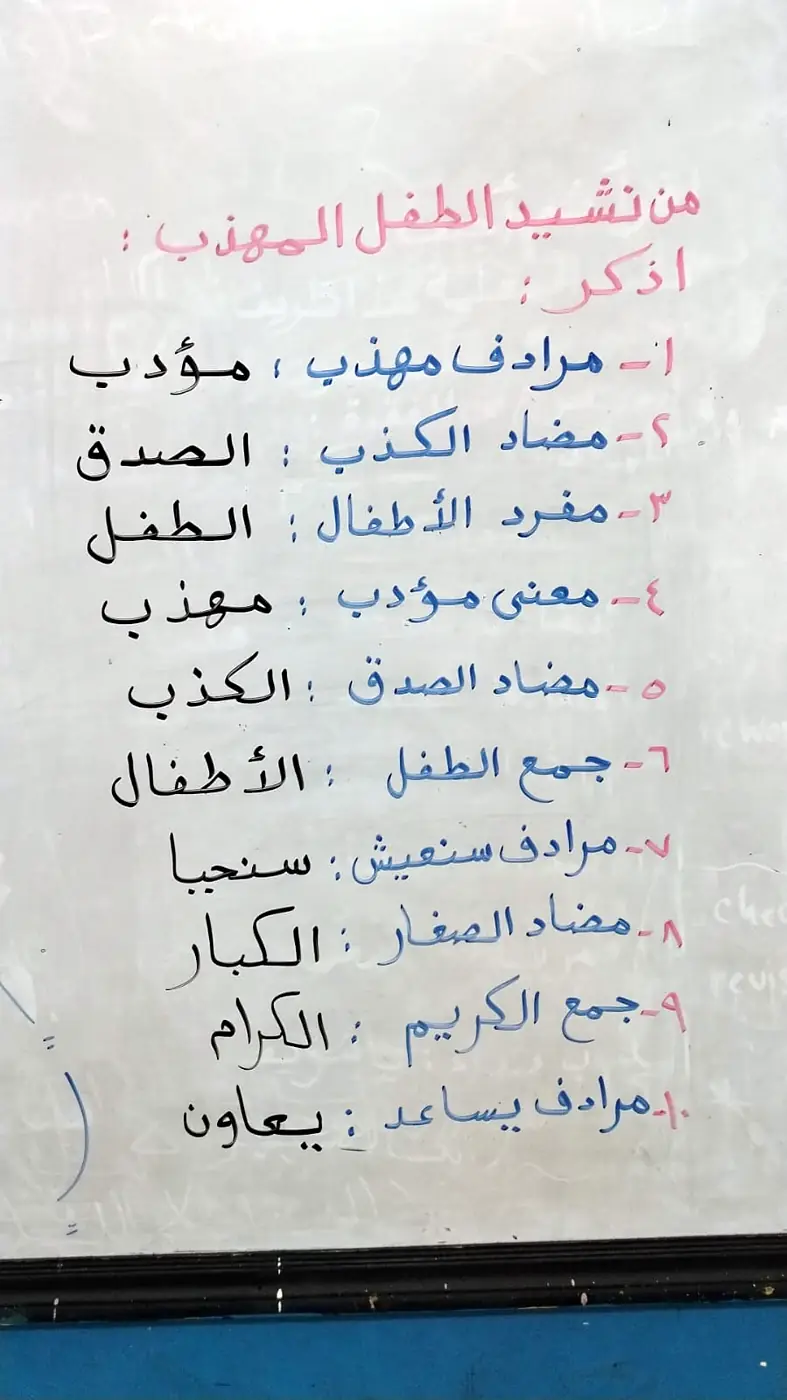 من نشيد الطفل المهذب :
اذكر :
١- مرادف مهذب : مؤدب
٢- مضاد الكذب : الصدق
٣- مفرد الأطفال : الطفل
٤- معنى مؤدب : مهذب
٥- مضاد الصدق : الكذب
٦- جمع الطفل : الأطفال
٧- مرادف سنعيش : سنحيا
٨- مضاد الصغار : الكبار
٩- جمع الكريم : الكرام
١٠- مرادف يساعد : يعاون